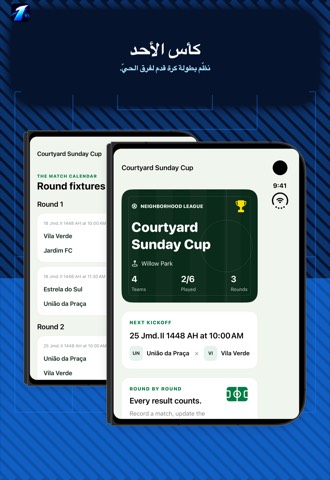 كأس الأحد
نظّم بطولة كرة قدم لفرق الحيّ.
Courtyard Sunday Cup
THE MATCH CALENDAR
Round fixtures
Round 1
Vila Verde
Jardim FC
Estrela do Sul
União da Praça
Round 2
União da Praça
Vila Verde
Courtyard Sunday Cup
9:41
NEIGHBORHOOD LEAGUE
Courtyard
Sunday Cup
Willow Park
4 2/6 3
Teams Played Rounds
NEXT KICKOFF
25 Jmd. II 1448 AH at 10:00 AM
UN União da Praça × VI Vila Verde
ROUND BY ROUND
Every result counts.
Record a match, update the